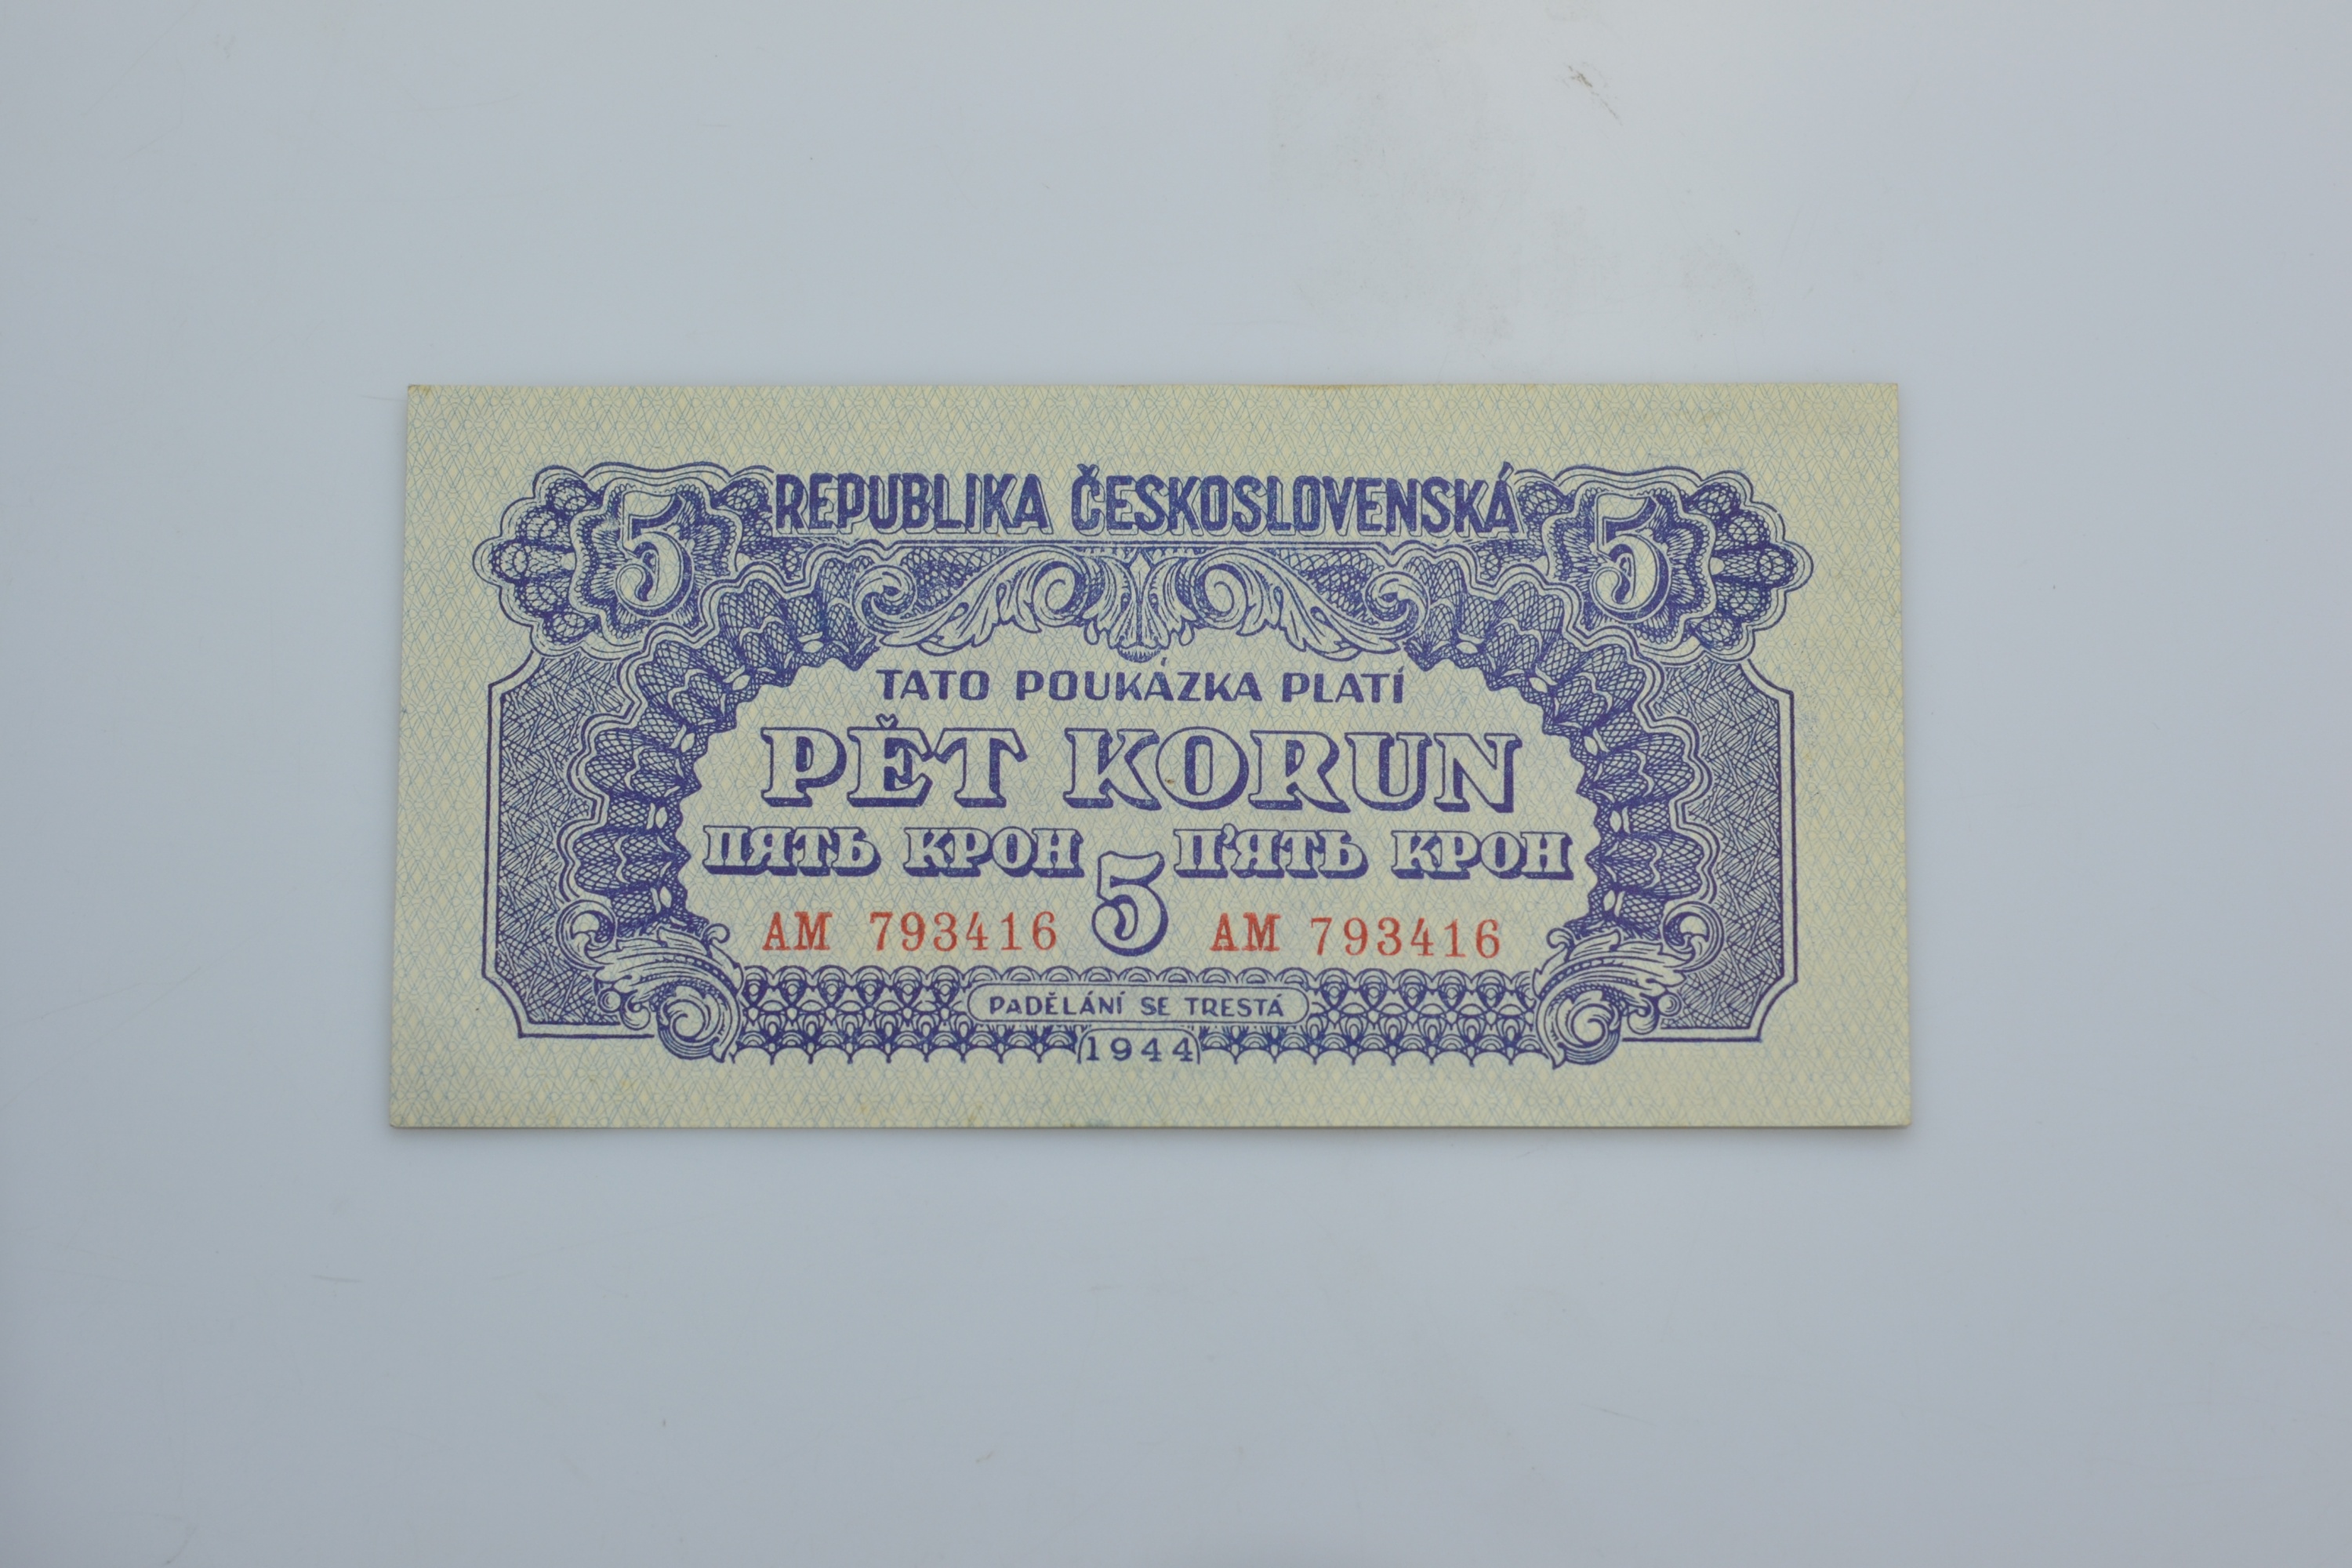 5 REPUBLIKA ČESKOSLOVENSKÁ 5
TATO POUKÁZKA PLATÍ
PĚT KORUN
ПЯТЬ КРОН 5 П'ЯТЬ КРОН
AM 793416 AM 793416
PADĚLÁNÍ SE TRESTÁ
1944